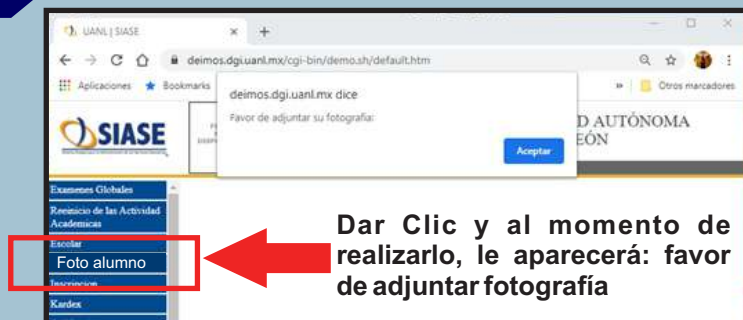 UANL | SIASE
deimos.dgi.uanl.mx/cgi-bin/demo.sh/default.htm
Aplicaciones
Bookmarks
Otros marcadores
deimos.dgi.uanl.mx dice
Favor de adjuntar su fotografia:
Aceptar
SIASE
D AUTÓNOMA
EÓN
Examenes Globales
Reeinicio de las Actividad
Academicas
Escolar
Foto alumno
Inscripcion
Kardex
Dar Clic y al momento de
realizarlo, le aparecerá: favor
de adjuntar fotografía